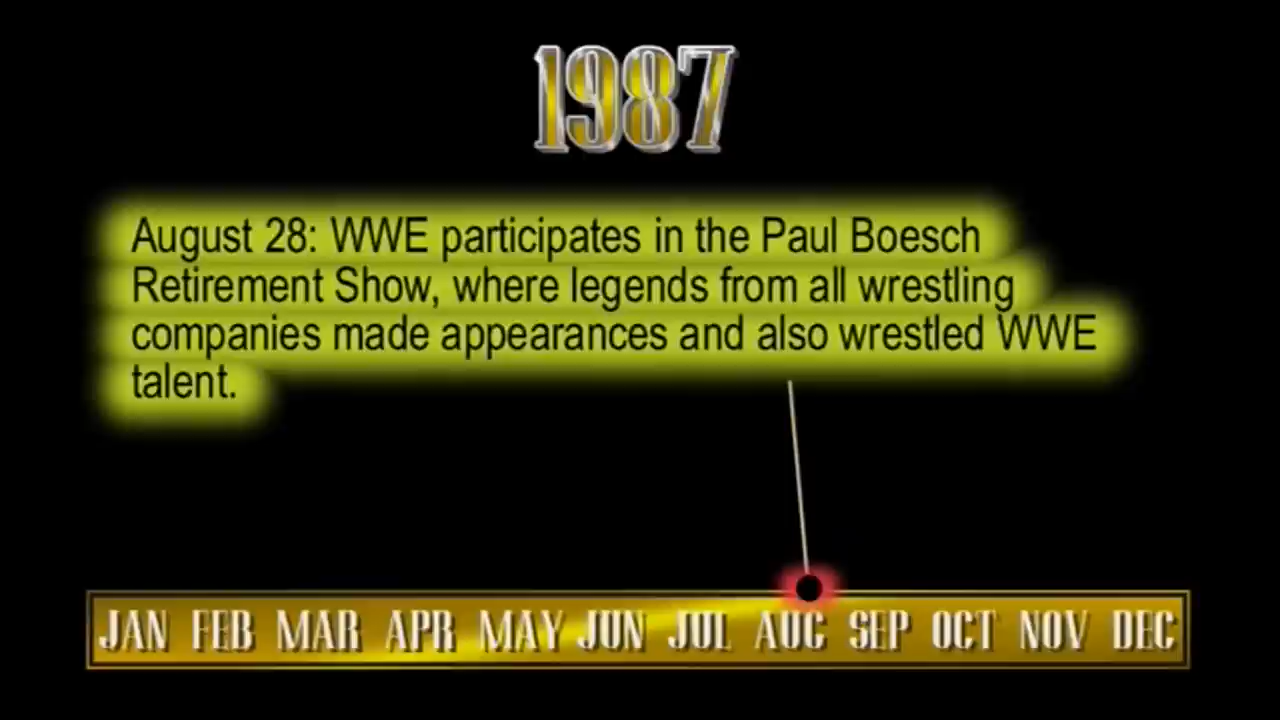 1987
August 28: WWE participates in the Paul Boesch
Retirement Show, where legends from all wrestling
companies made appearances and also wrestled WWE
talent.
JAN FEB MAR APR MAY JUN JUL AUG SEP OCT NOV DEC